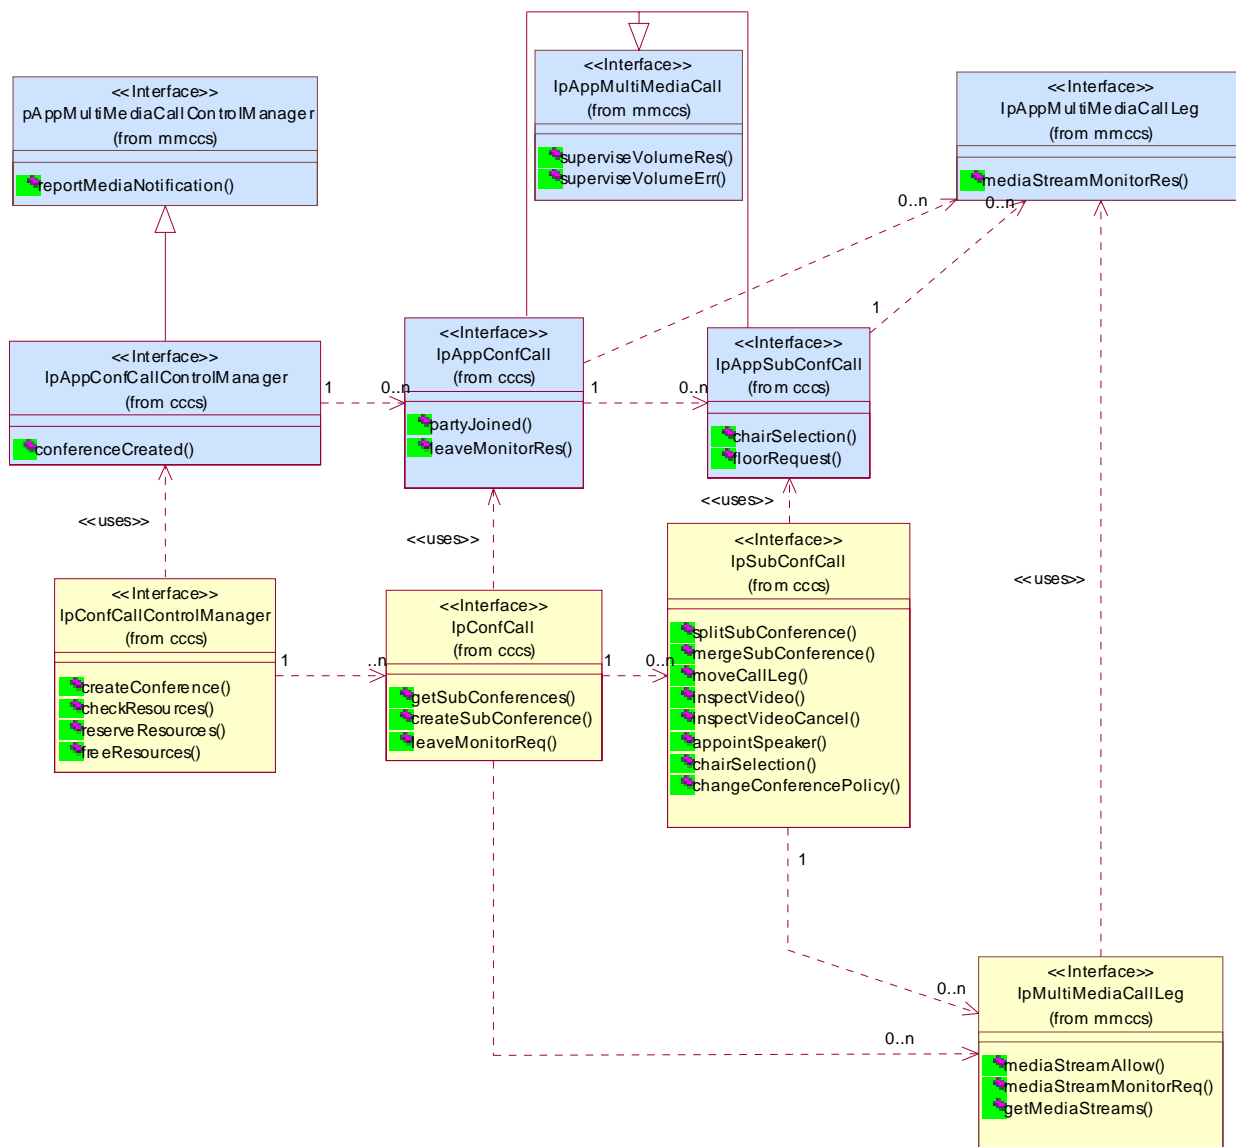 <<Interface>>
IpAppMultiMediaCall
(from mmccs)
superviseVolumeRes()
superviseVolumeErr()
<<Interface>>
pAppMultiMediaCallControlManager
(from mmccs)
reportMediaNotification()
<<Interface>>
IpAppMultiMediaCallLeg
(from mmccs)
mediaStreamMonitorRes()
0..n
0..n
1
<<Interface>>
IpAppConfCallControlManager
(from cccs)
conferenceCreated()
1
0..n
<<Interface>>
IpAppConfCall
(from cccs)
partyJoined()
leaveMonitorRes()
1
0..n
<<Interface>>
IpAppSubConfCall
(from cccs)
chairSelection()
floorRequest()
<<uses>>
<<uses>>
<<uses>>
<<uses>>
<<Interface>>
IpConfCallControlManager
(from cccs)
createConference()
checkResources()
reserveResources()
freeResources()
1
..n
<<Interface>>
IpConfCall
(from cccs)
getSubConferences()
createSubConference()
leaveMonitorReq()
1
0..n
<<Interface>>
IpSubConfCall
(from cccs)
splitSubConference()
mergeSubConference()
moveCallLeg()
inspectVideo()
inspectVideoCancel()
appointSpeaker()
chairSelection()
changeConferencePolicy()
1
0..n
0..n
<<Interface>>
IpMultiMediaCallLeg
(from mmccs)
mediaStreamAllow()
mediaStreamMonitorReq()
getMediaStreams()